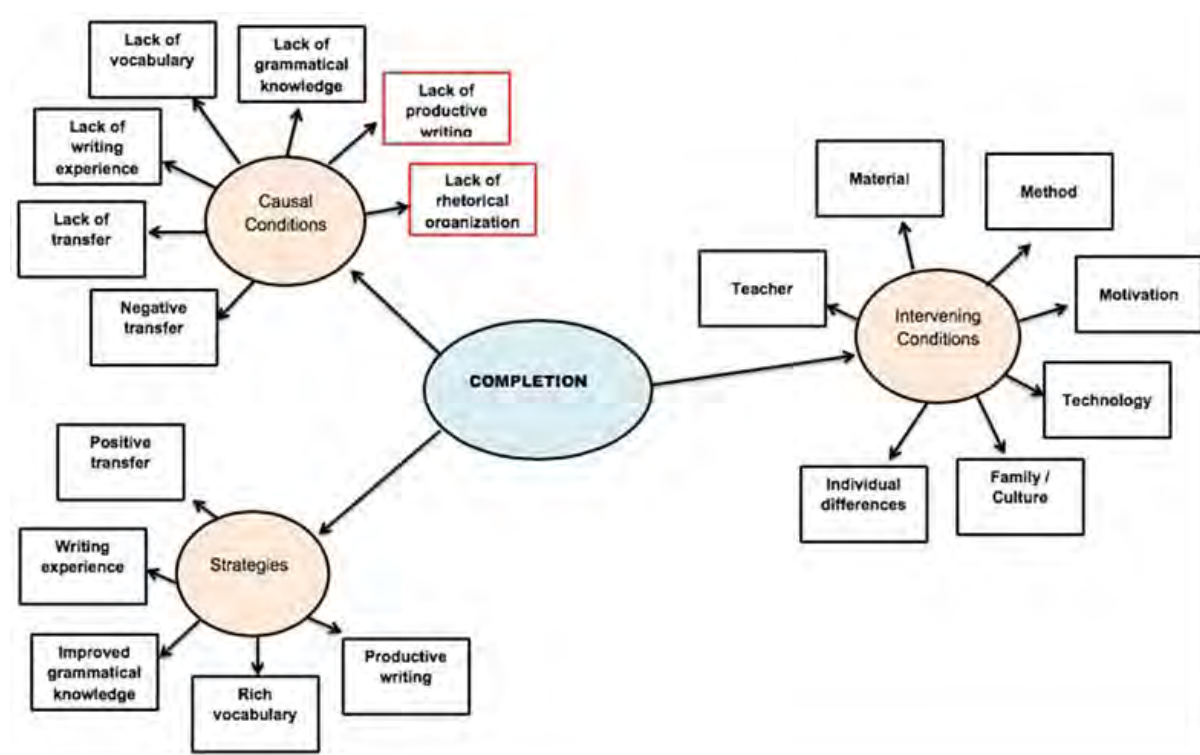 Lack of
vocabulary
Lack of
grammatical
knowledge
Lack of
productive
writing
Lack of
writing
experience
Causal
Conditions
Lack of
rhetorical
organization
Lack of
transfer
Negative
transfer
Material
Method
Teacher
Intervening
Conditions
Motivation
Technology
Individual
differences
Family /
Culture
COMPLETION
Positive
transfer
Writing
experience
Strategies
Improved
grammatical
knowledge
Rich
vocabulary
Productive
writing